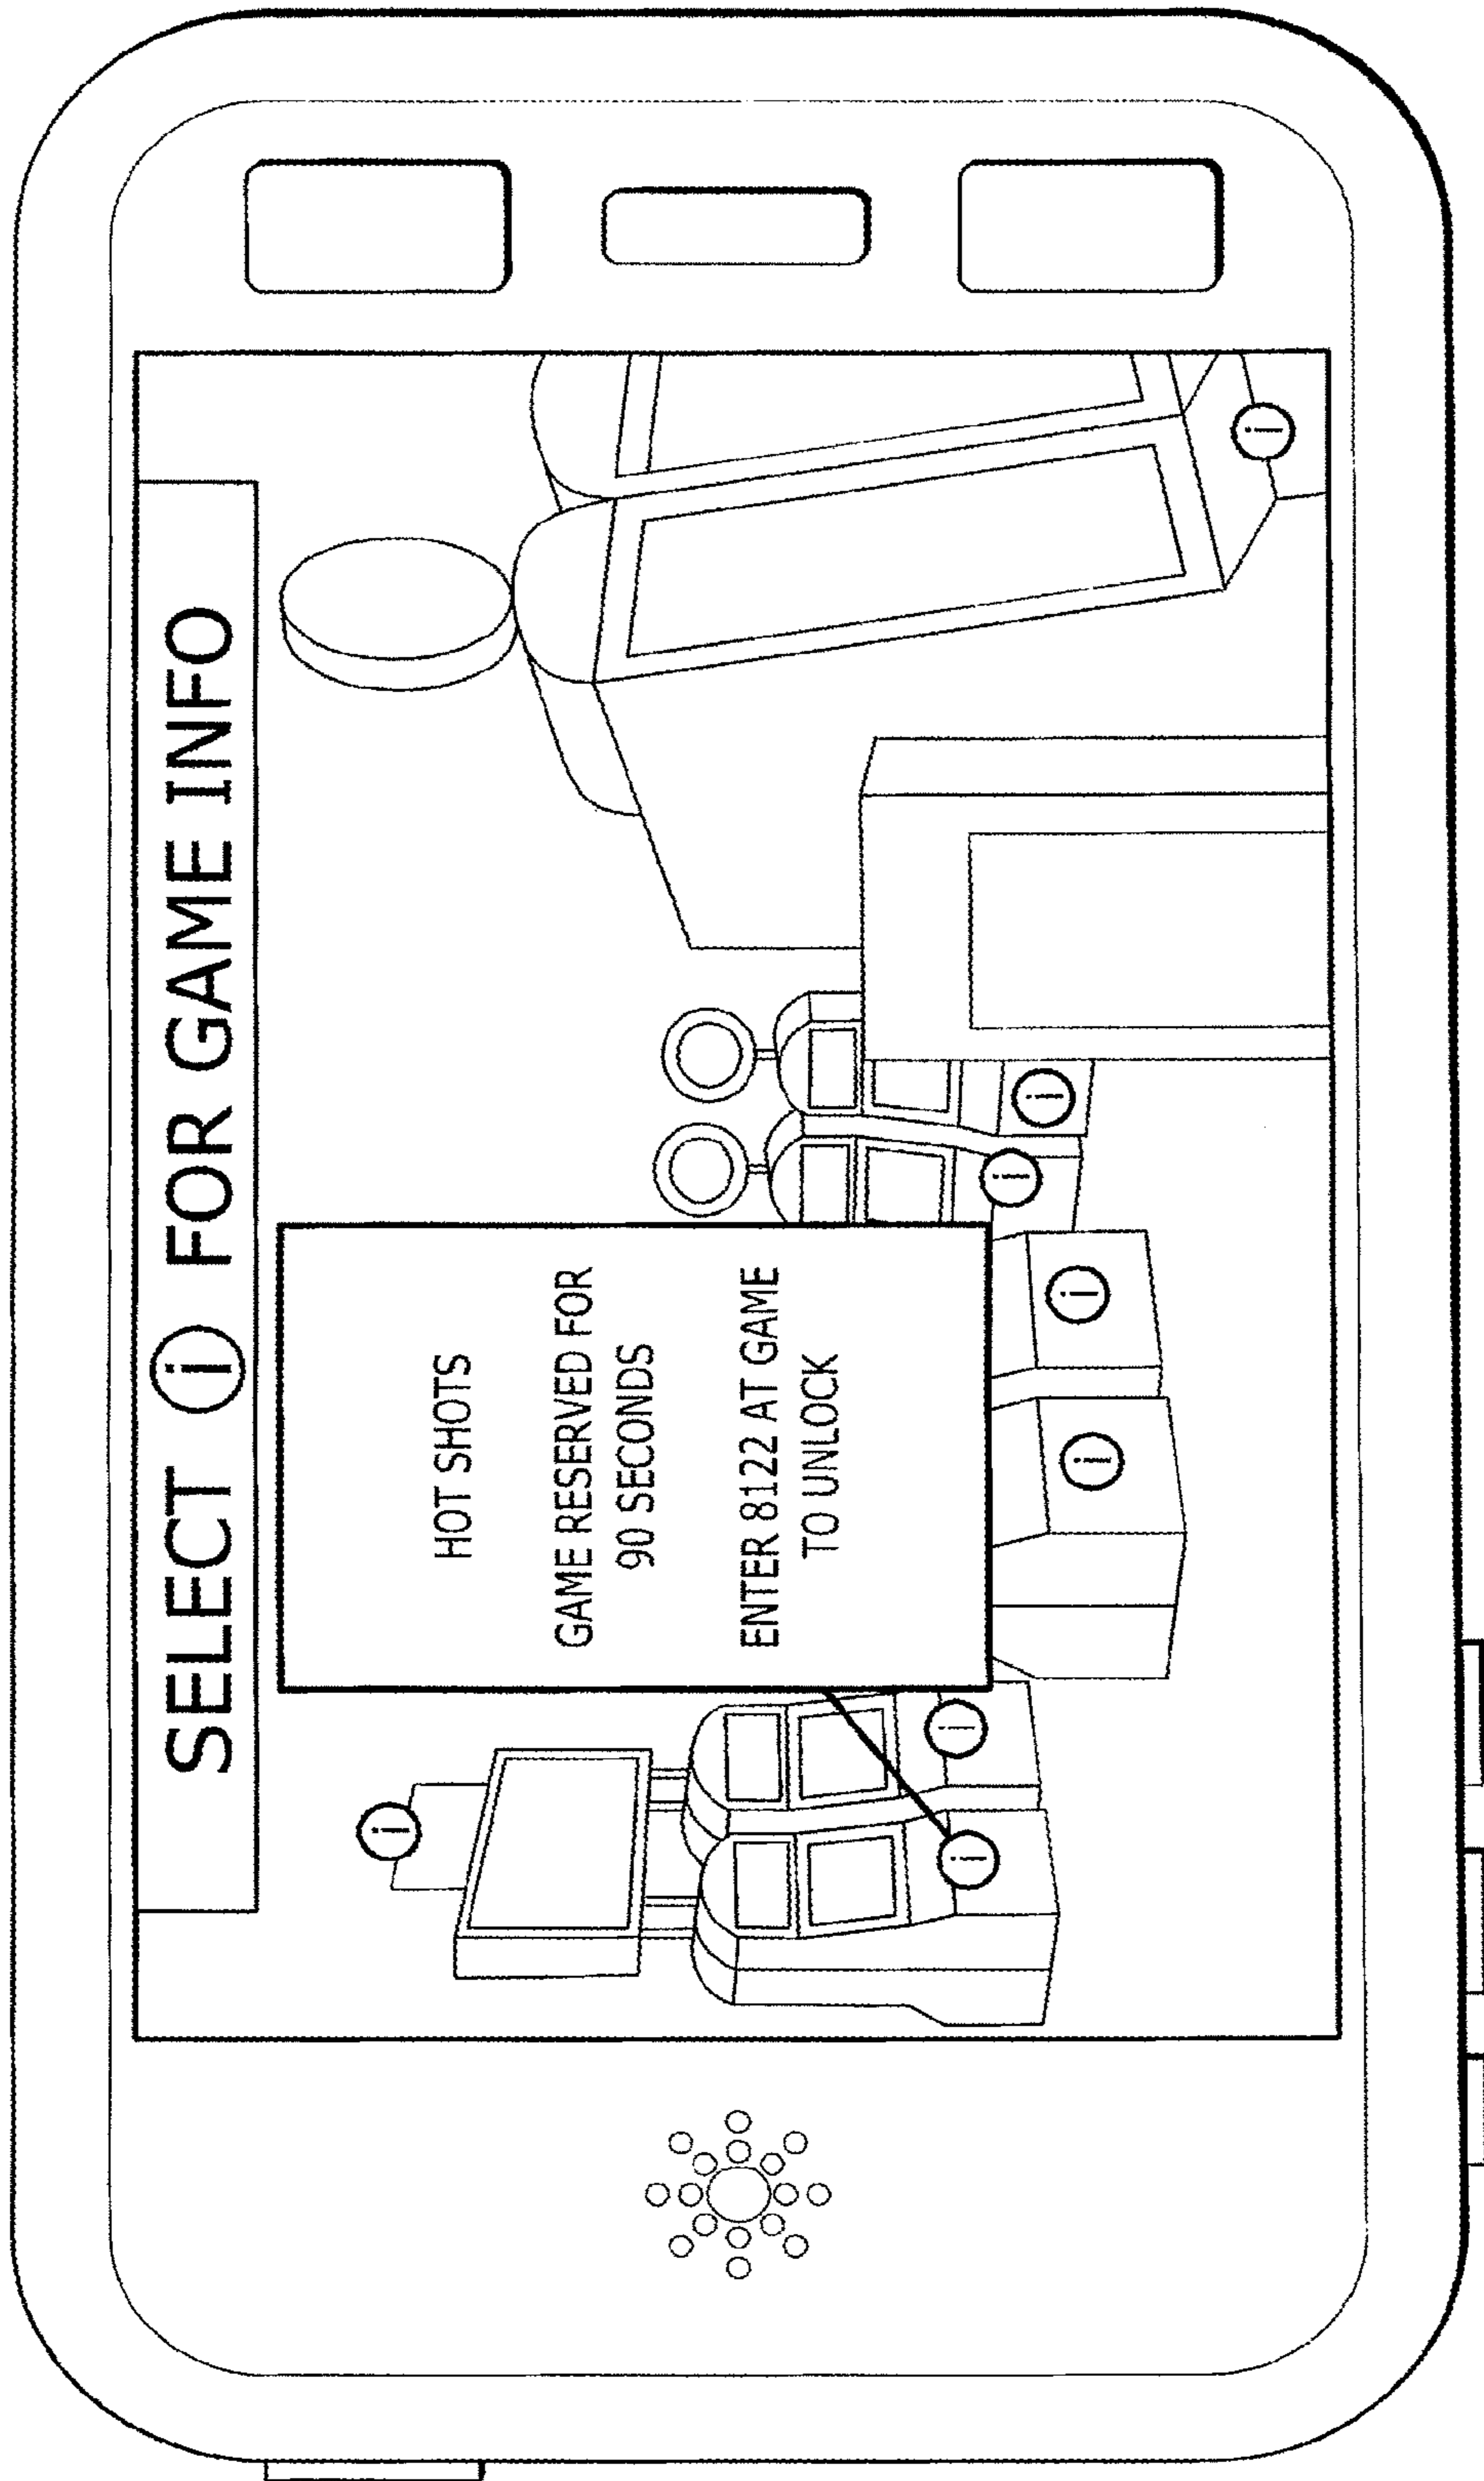 SELECT i FOR GAME INFO
HOT SHOTS
GAME RESERVED FOR
90 SECONDS
ENTER 8122 AT GAME
TO UNLOCK
i
i
i
i
i
i
i
i